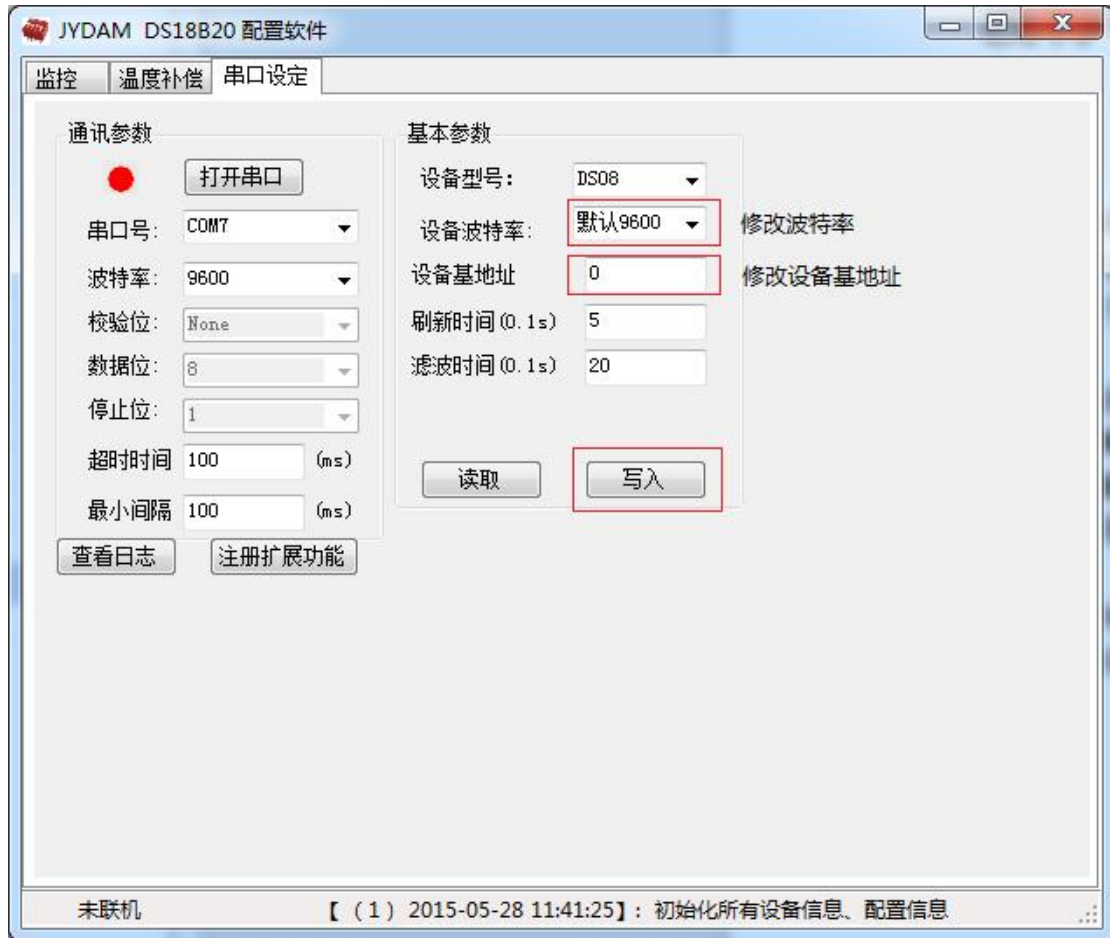 JYDAM DS18B20 配置软件
监控 温度补偿 串口设定
通讯参数
打开串口
串口号: COM7
波特率: 9600
校验位: None
数据位: 8
停止位: 1
超时时间 100 (ms)
最小间隔 100 (ms)
查看日志 注册扩展功能
基本参数
设备型号: DS08
设备波特率: 默认9600 修改波特率
设备基地址 0 修改设备基地址
刷新时间(0.1s) 5
滤波时间(0.1s) 20
读取 写入
未联机 【（1）2015-05-28 11:41:25】: 初始化所有设备信息、配置信息